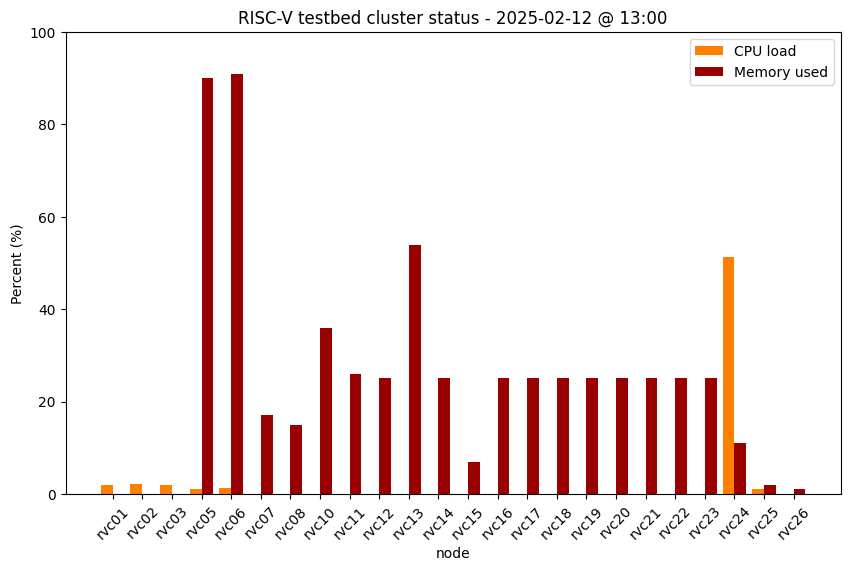 RISC-V testbed cluster status - 2025-02-12 @ 13:00
CPU load
Memory used
Percent (%)
100
80
60
40
20
0
rvc01 rvc02 rvc03 rvc05 rvc06 rvc07 rvc08 rvc10 rvc11 rvc12 rvc13 rvc14 rvc15 rvc16 rvc17 rvc18 rvc19 rvc20 rvc21 rvc22 rvc23 rvc24 rvc25 rvc26
node